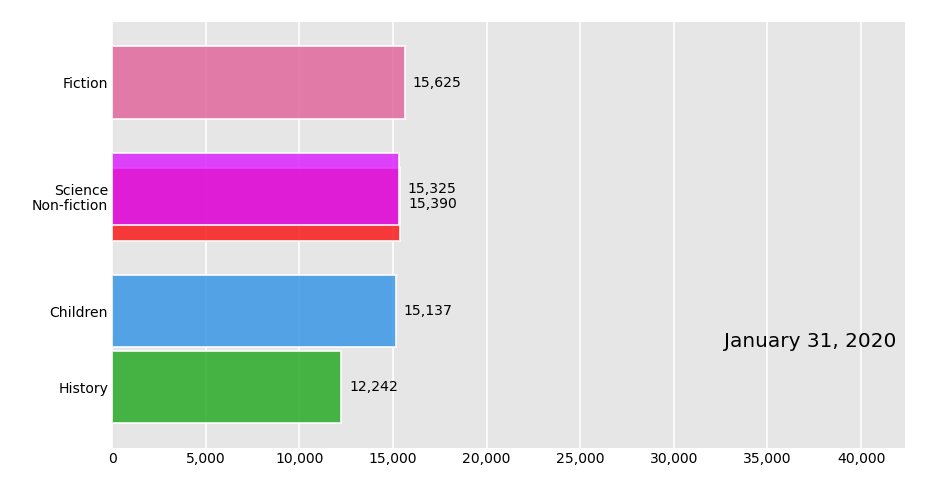 Fiction
15,625
Science
15,325
Non-fiction
15,390
Children
15,137
January 31, 2020
History
12,242
0 5,000 10,000 15,000 20,000 25,000 30,000 35,000 40,000